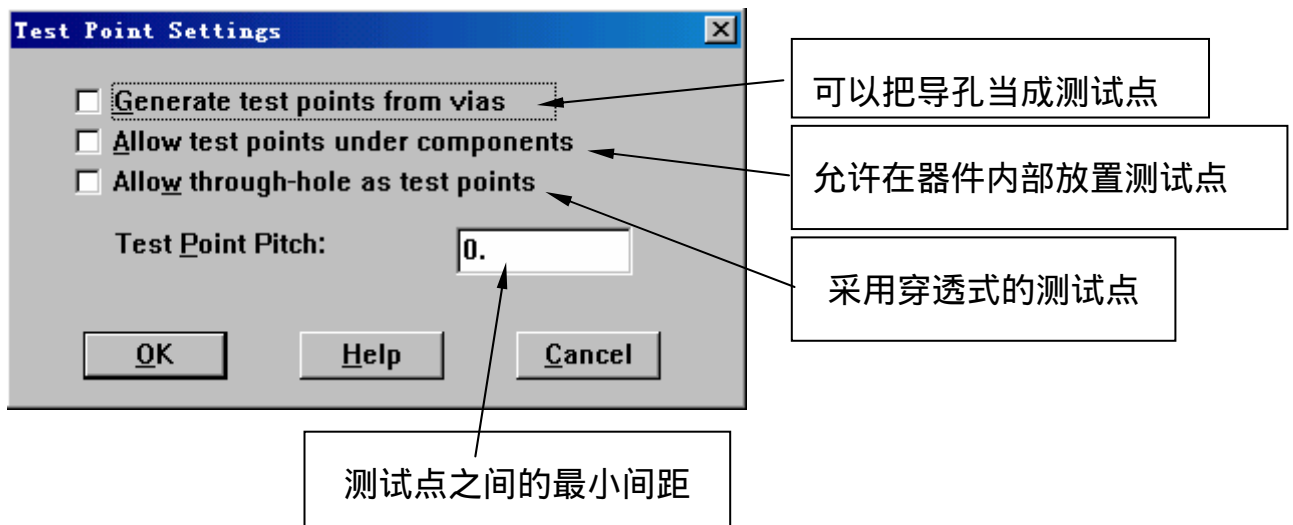 Test Point Settings
Generate test points from vias
可以把导孔当成测试点
Allow test points under components
允许在器件内部放置测试点
Allow through-hole as test points
采用穿透式的测试点
Test Point Pitch:
0.
OK
Help
Cancel
测试点之间的最小间距